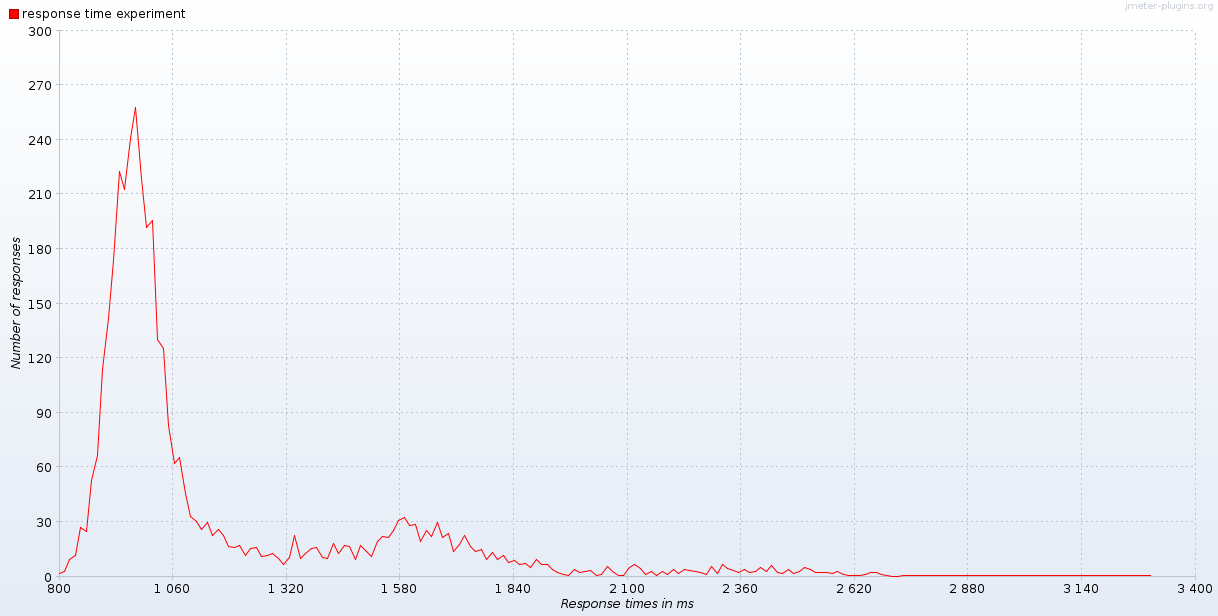 response time experiment
jmeter-plugins.org
300
270
240
210
180
150
120
90
60
30
0
Number of responses
800 1 060 1 320 1 580 1 840 2 100 2 360 2 620 2 880 3 140 3 400
Response times in ms